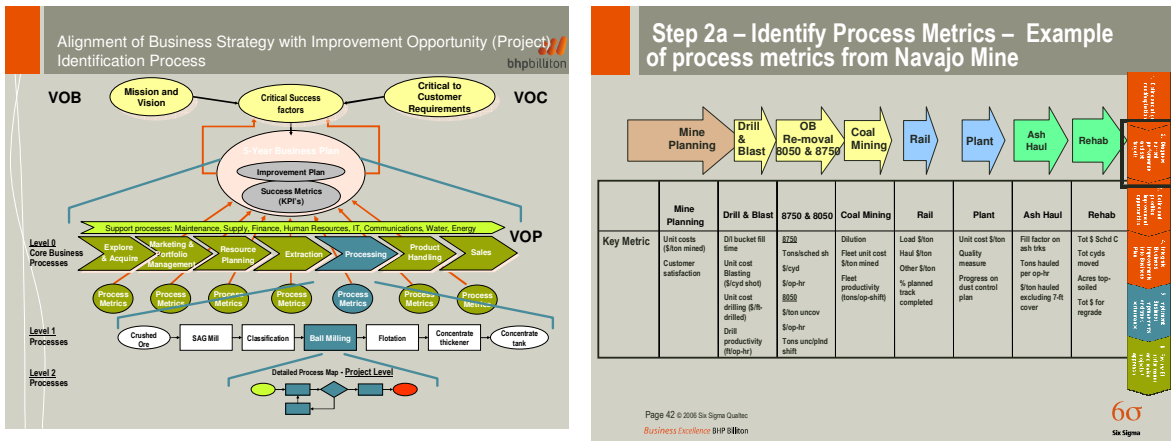 Alignment of Business Strategy with Improvement Opportunity (Project)
Identification Process
bhpbilliton
VOB
Mission and
Vision
Critical Success
factors
Critical to
Customer
Requirements
VOC
5-Year Business Plan
Improvement Plan
Success Metrics
(KPI's)
Support processes: Maintenance, Supply, Finance, Human Resources, IT, Communications, Water, Energy
VOP
Level 0
Core Business
Processes
Explore
& Acquire
Marketing &
Portfolio
Management
Resource
Planning
Extraction
Processing
Product
Handling
Sales
Process
Metrics
Process
Metrics
Process
Metrics
Process
Metrics
Process
Metrics
Process
Metrics
Process
Metrics
Level 1
Processes
Crushed
Ore
SAG Mill
Classification
Ball Milling
Flotation
Concentrate
thickener
Concentrate
tank
Level 2
Processes
Detailed Process Map - Project Level
Step 2a – Identify Process Metrics – Example
of process metrics from Navajo Mine
Mine
Planning
Drill
&
Blast
OB
Re-moval
8050 & 8750
Coal
Mining
Rail
Plant
Ash
Haul
Rehab
Mine
Planning
Drill & Blast
8750 & 8050
Coal Mining
Rail
Plant
Ash Haul
Rehab
Key Metric
Unit costs
($/ton mined)
Customer
satisfaction
D/l bucket fill
time
Unit cost
Blasting
($/cyd shot)
Unit cost
drilling ($/ft-
drilled)
Drill
productivity
(ft/op-hr)
8750
Tons/sched sh
$/cyd
$/op-hr
8050
$/ton uncov
$/op-hr
Tons unc/plnd
shift
Dilution
Fleet unit cost
$/ton mined
Fleet
productivity
(tons/op-shift)
Load $/ton
Haul $/ton
Other $/ton
% planned
track
completed
Unit cost $/ton
Quality
measure
Progress on
dust control
plan
Fill factor on
ash trks
Tons hauled
per op-hr
$/ton hauled
excluding 7-ft
cover
Tot $ Schd C
Tot cyds
moved
Acres top-
soiled
Tot $ for
regrade
Page 42 © 2006 Six Sigma Qualtec
Business Excellence BHP Billiton
6σ
Six Sigma